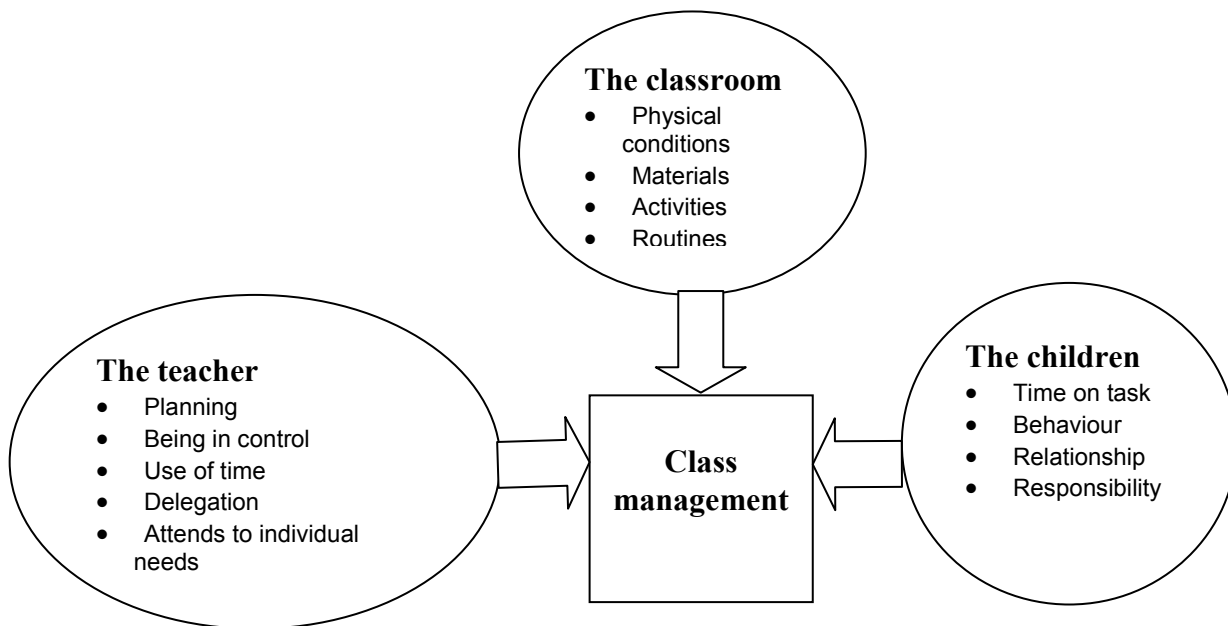 The classroom
• Physical
conditions
• Materials
• Activities
• Routines
The teacher
• Planning
• Being in control
• Use of time
• Delegation
• Attends to individual
needs
Class
management
The children
• Time on task
• Behaviour
• Relationship
• Responsibility